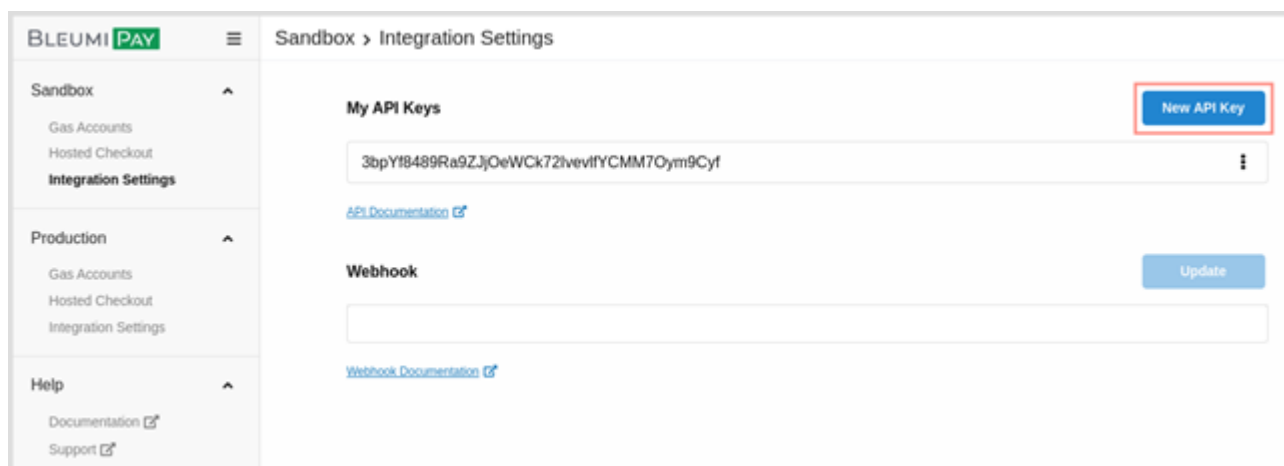 BLEUMI PAY
Sandbox > Integration Settings
Sandbox
Gas Accounts
Hosted Checkout
Integration Settings
Production
Gas Accounts
Hosted Checkout
Integration Settings
Help
Documentation
Support
My API Keys
New API Key
3bpYf8489Ra9ZJjOeWCk72IvevIfYCMM7Oym9Cyf
API Documentation
Webhook
Update
Webhook Documentation